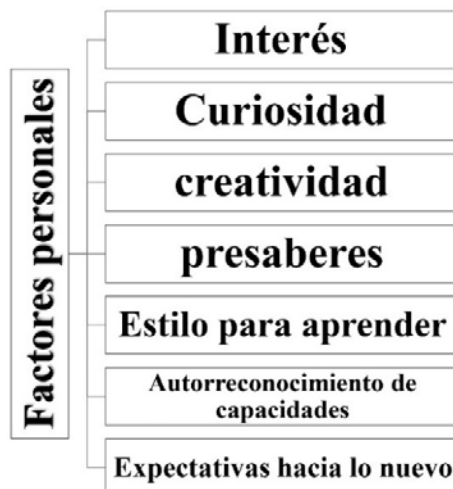 Factores personales
Interés
Curiosidad
creatividad
presaberes
Estilo para aprender
Autorreconocimiento de
capacidades
Expectativas hacia lo nuevo